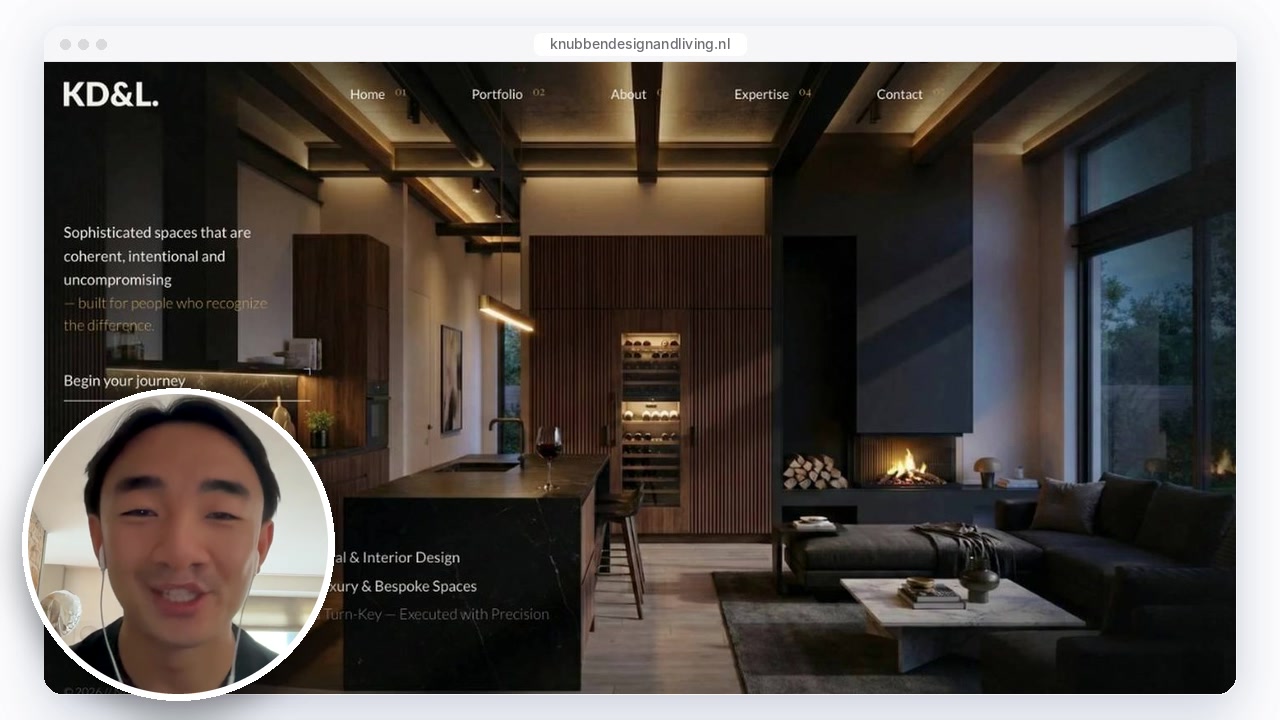 knubbendesignandliving.nl
KD&L.
Home 01
Portfolio 02
About
Expertise 04
Contact
Sophisticated spaces that are
coherent, intentional and
uncompromising
— built for people who recognize
the difference.
Begin your journey
& Interior Design
& Bespoke Spaces
Turn-Key — Executed with Precision
© 2026